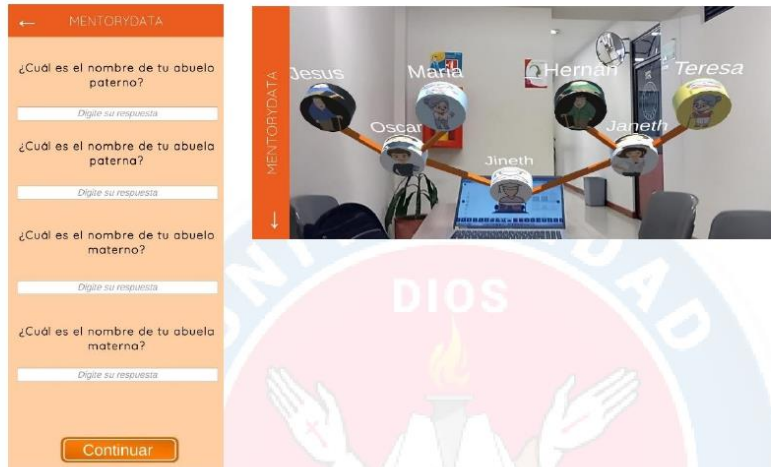 ← MENTORYDATA
¿Cuál es el nombre de tu abuelo
paterno?
Digite su respuesta
¿Cuál es el nombre de tu abuela
paterna?
Digite su respuesta
¿Cuál es el nombre de tu abuelo
materno?
Digite su respuesta
¿Cuál es el nombre de tu abuela
materna?
Digite su respuesta
Continuar
← MENTORYDATA
Jesus María Hernán Teresa
Oscar Janeth
Jineth
DIOS